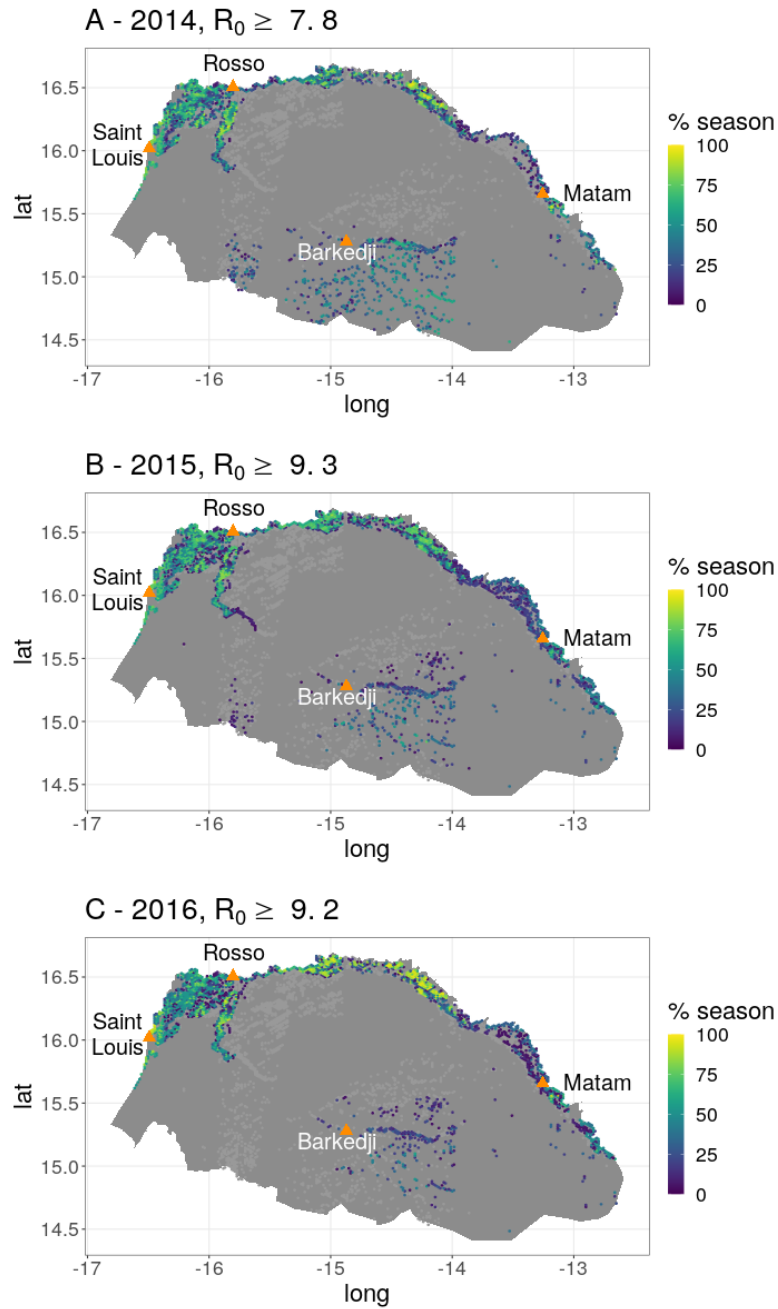 A - 2014, R₀ ≥ 7. 8
Rosso
Saint
Louis
Matam
Barkedji
16.5
16.0
15.5
15.0
14.5
lat
-17 -16 -15 -14 -13
long
% season
100
75
50
25
0
B - 2015, R₀ ≥ 9. 3
Rosso
Saint
Louis
Matam
Barkedji
16.5
16.0
15.5
15.0
14.5
lat
-17 -16 -15 -14 -13
long
% season
100
75
50
25
0
C - 2016, R₀ ≥ 9. 2
Rosso
Saint
Louis
Matam
Barkedji
16.5
16.0
15.5
15.0
14.5
lat
-17 -16 -15 -14 -13
long
% season
100
75
50
25
0